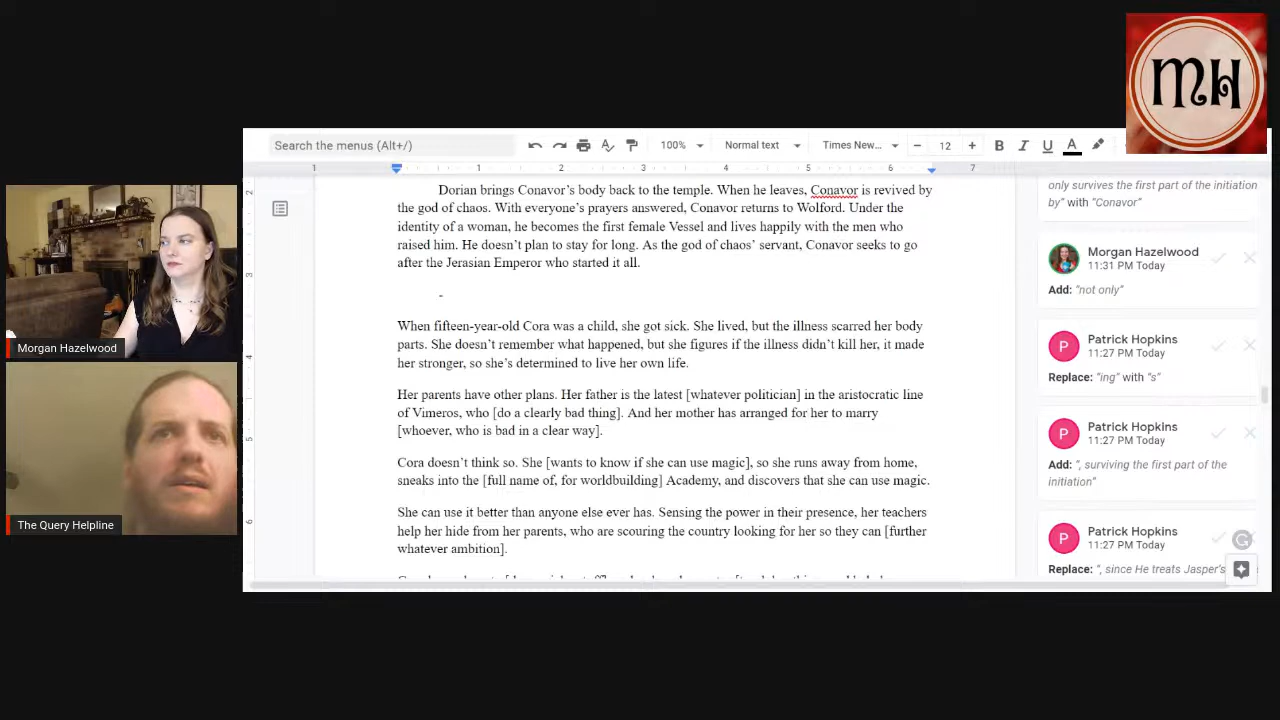 MH
Search the menus (Alt+/)
100%
Normal text
Times New...
12
B I U A
1 1 2 3 4 5 6 7
2
3
4
5
6
Dorian brings Conavor's body back to the temple. When he leaves, Conavor is revived by
the god of chaos. With everyone's prayers answered, Conavor returns to Wolford. Under the
identity of a woman, he becomes the first female Vessel and lives happily with the men who
raised him. He doesn't plan to stay for long. As the god of chaos' servant, Conavor seeks to go
after the Jerasian Emperor who started it all.
-
When fifteen-year-old Cora was a child, she got sick. She lived, but the illness scarred her body
parts. She doesn't remember what happened, but she figures if the illness didn't kill her, it made
her stronger, so she's determined to live her own life.
Her parents have other plans. Her father is the latest [whatever politician] in the aristocratic line
of Vimeros, who [do a clearly bad thing]. And her mother has arranged for her to marry
[whoever, who is bad in a clear way].
Cora doesn't think so. She [wants to know if she can use magic], so she runs away from home,
sneaks into the [full name of, for worldbuilding] Academy, and discovers that she can use magic.
She can use it better than anyone else ever has. Sensing the power in their presence, her teachers
help her hide from her parents, who are scouring the country looking for her so they can [further
whatever ambition].
only survives the first part of the initiation
by" with "Conavor"
Morgan Hazelwood
11:31 PM Today
Add: "not only"
P
Patrick Hopkins
11:27 PM Today
Replace: "ing" with "s"
P
Patrick Hopkins
11:27 PM Today
Add: ", surviving the first part of the
initiation"
P
Patrick Hopkins
11:27 PM Today
Replace: ", since He treats Jasper's
Morgan Hazelwood
The Query Helpline